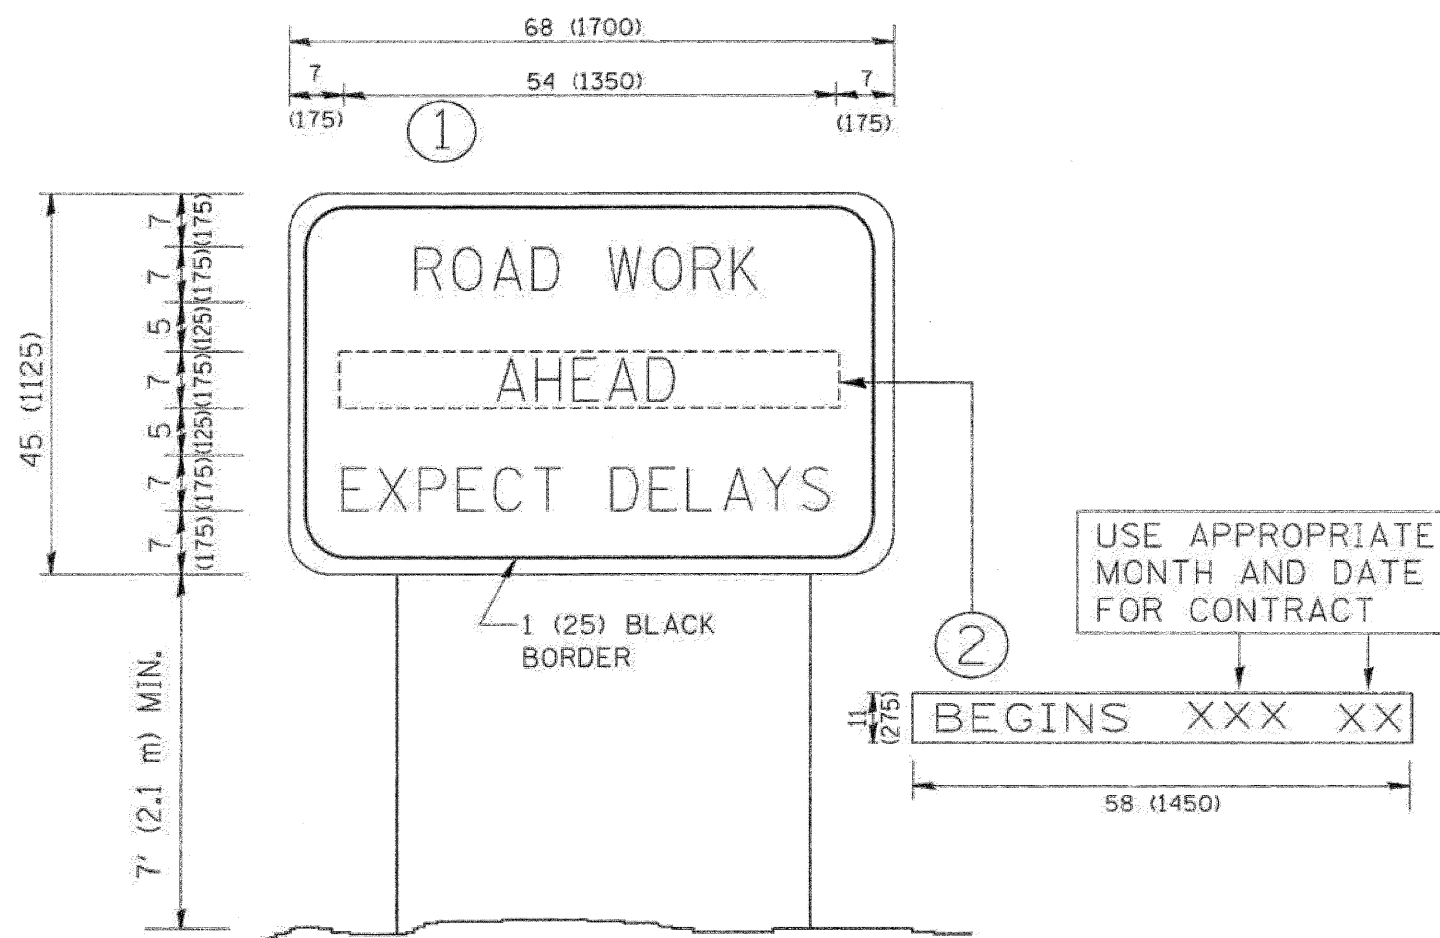 68 (1700)
7
54 (1350)
7
(175)
(175)
1
45 (1125)
7
(175)
7
(175)
5
(125)
7
(175)
5
(125)
7
(175)
7
(175)
ROAD WORK
AHEAD
EXPECT DELAYS
1 (25) BLACK
BORDER
7' (2.1 m) MIN.
USE APPROPRIATE
MONTH AND DATE
FOR CONTRACT
2
11
(275)
BEGINS XXX XX
58 (1450)